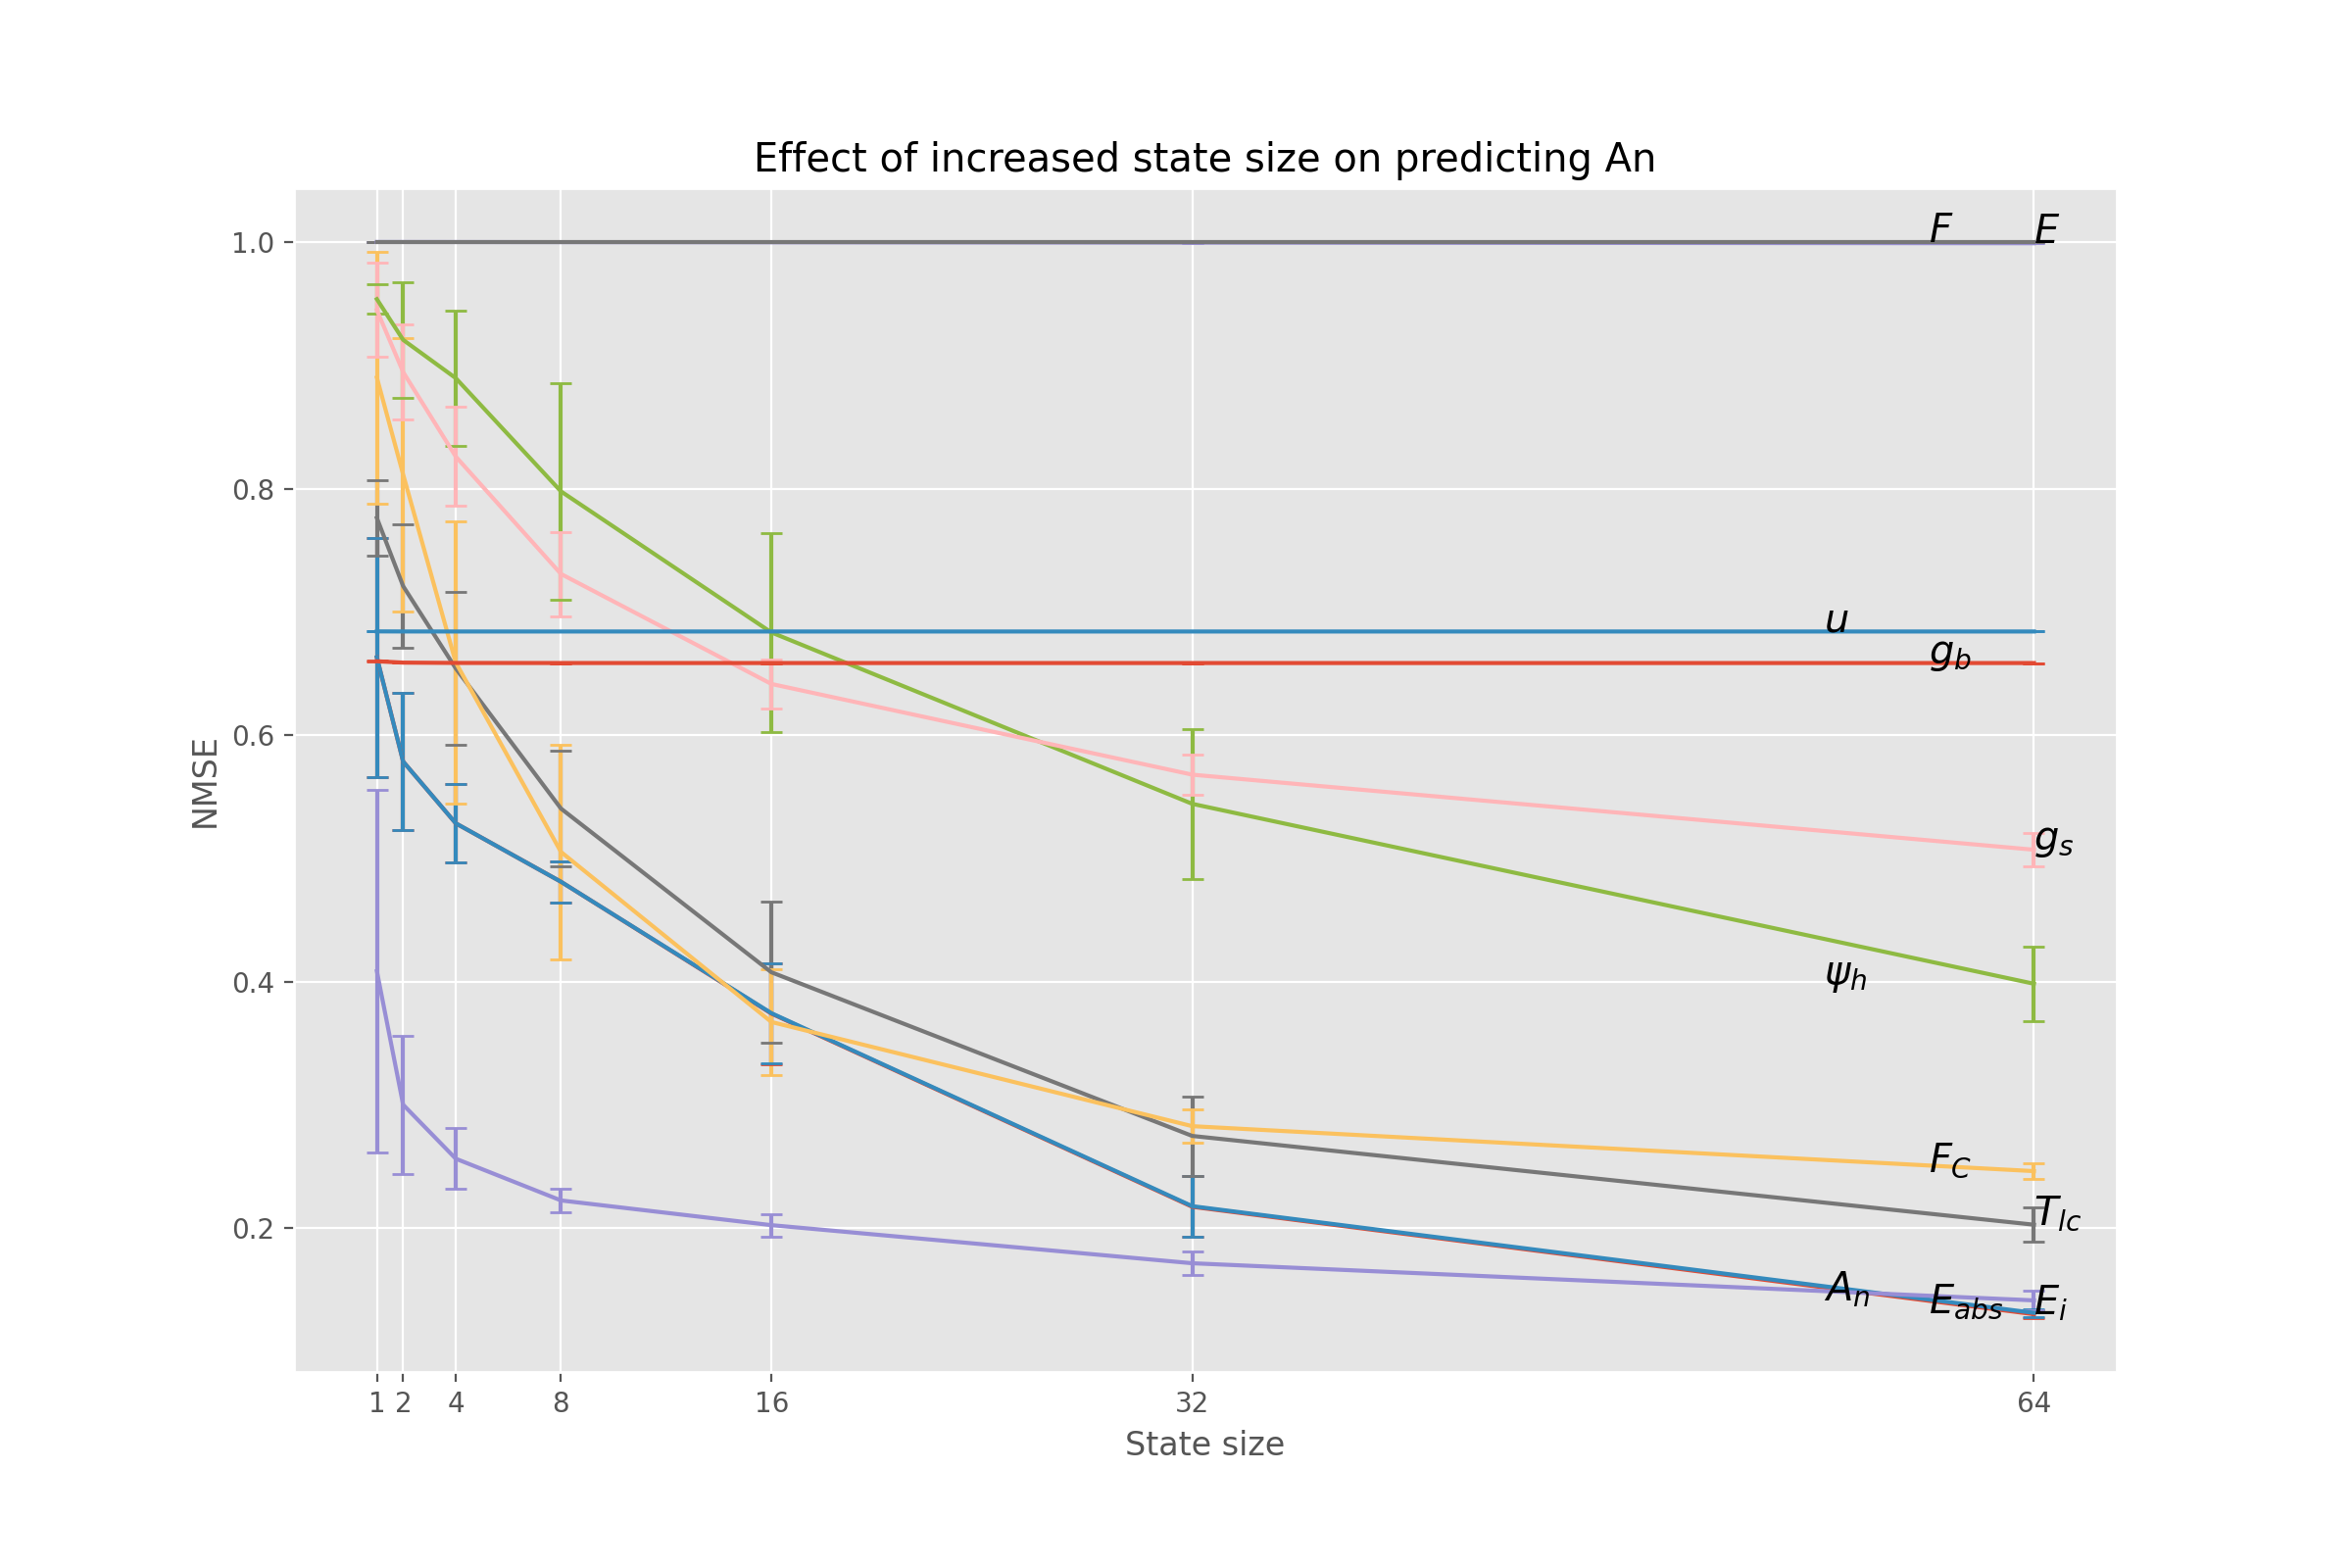 Effect of increased state size on predicting An
1.0
0.8
0.6
0.4
0.2
NMSE
F
E
u
g_b
g_s
ψ_h
F_C
T_lc
A_n
E_abs
E_i
1 2 4 8 16 32 64
State size